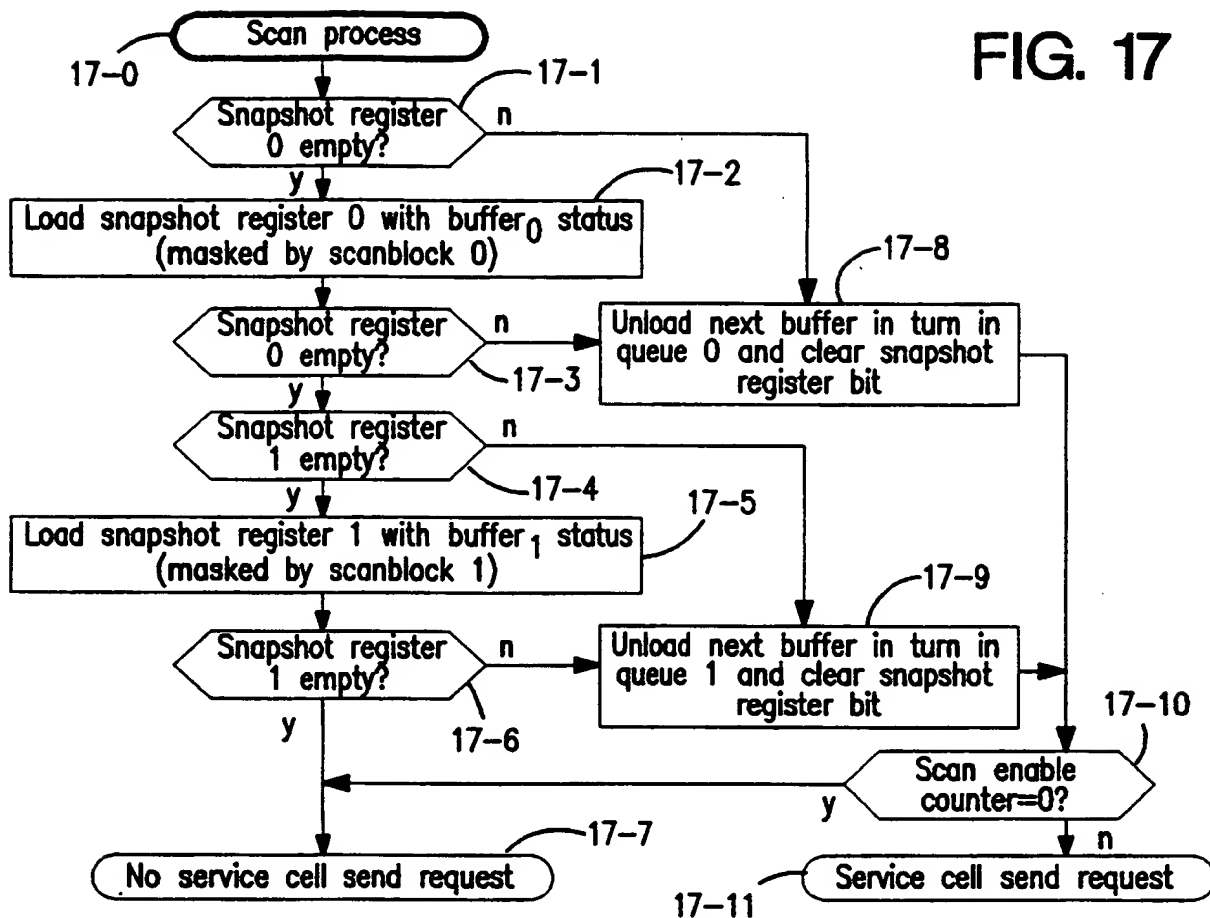 FIG. 17
Scan process
17-0
17-1
Snapshot register
0 empty?
n
y
17-2
Load snapshot register 0 with buffer0 status
(masked by scanblock 0)
17-8
Snapshot register
0 empty?
n
y
17-3
Unload next buffer in turn in
queue 0 and clear snapshot
register bit
Snapshot register
1 empty?
n
y
17-4
17-5
Load snapshot register 1 with buffer1 status
(masked by scanblock 1)
17-9
Snapshot register
1 empty?
n
y
17-6
Unload next buffer in turn in
queue 1 and clear snapshot
register bit
17-10
Scan enable
counter=0?
y
n
17-7
No service cell send request
Service cell send request
17-11